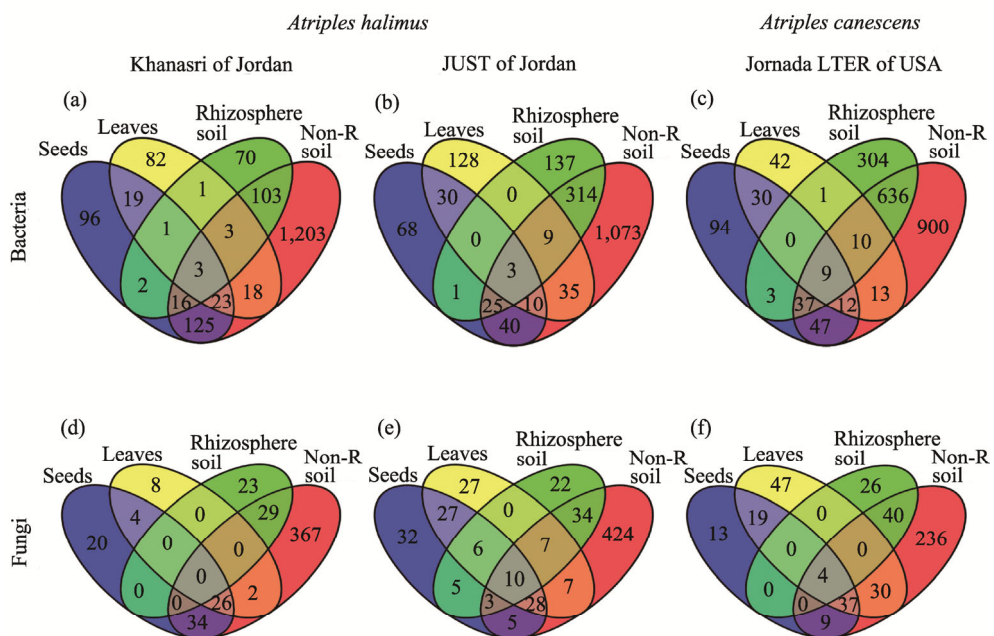 Atriples halimus
Atriples canescens
Khanasri of Jordan
JUST of Jordan
Jornada LTER of USA
Bacteria
(a)
Seeds
Leaves
Rhizosphere
soil
Non-R
soil
82
70
19
1
103
96
1
3
1,203
3
2
16
23
18
125
(b)
Seeds
Leaves
Rhizosphere
soil
Non-R
soil
128
137
30
0
314
68
0
9
1,073
3
1
25
10
35
40
(c)
Seeds
Leaves
Rhizosphere
soil
Non-R
soil
42
304
30
1
636
94
0
10
900
9
3
37
12
13
47
Fungi
(d)
Seeds
Leaves
Rhizosphere
soil
Non-R
soil
8
23
4
0
29
20
0
0
367
0
0
0
26
2
34
(e)
Seeds
Leaves
Rhizosphere
soil
Non-R
soil
27
22
27
0
34
32
6
7
424
10
5
3
28
7
5
(f)
Seeds
Leaves
Rhizosphere
soil
Non-R
soil
47
26
19
0
40
13
0
0
236
4
0
0
37
30
9